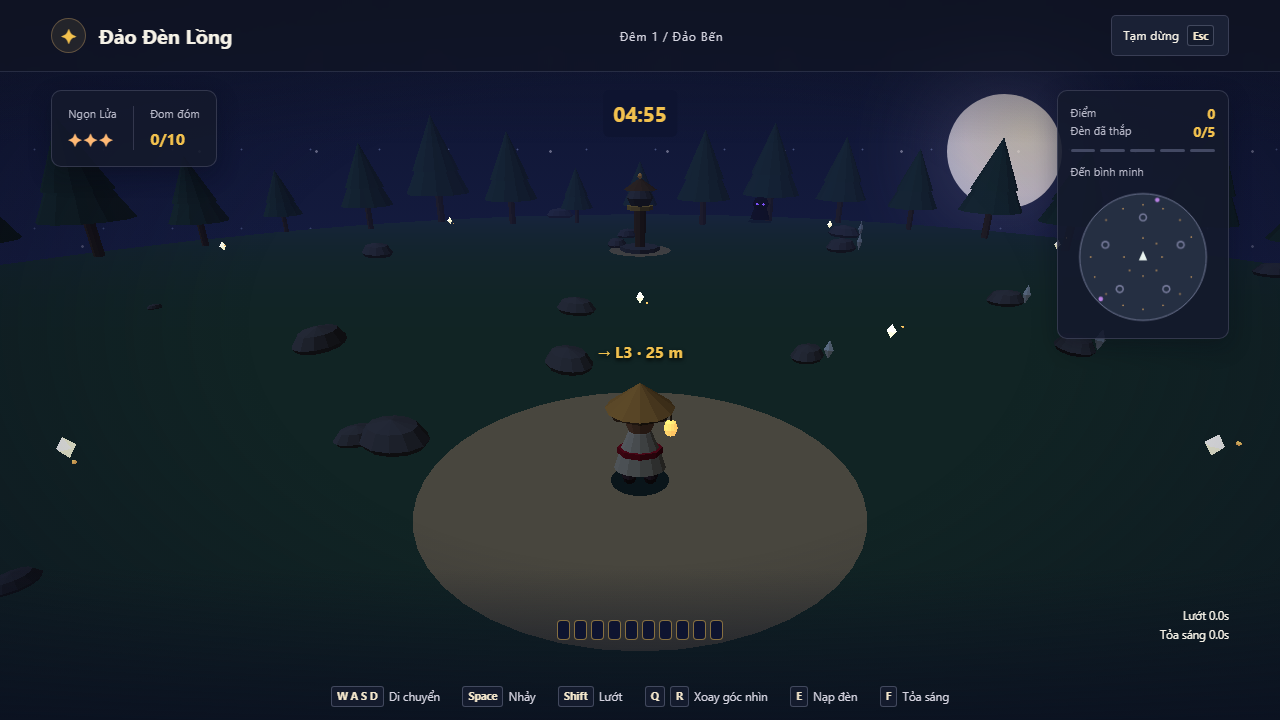 Đảo Đèn Lồng
Đêm 1 / Đảo Bến
Tạm dừng Esc
Ngọn Lửa
Đom đóm
0/10
04:55
Điểm 0
Đèn đã thắp 0/5
Đến bình minh
→ L3 · 25 m
Lướt 0.0s
Tỏa sáng 0.0s
W A S D Di chuyển Space Nhảy Shift Lướt Q R Xoay góc nhìn E Nạp đèn F Tỏa sáng